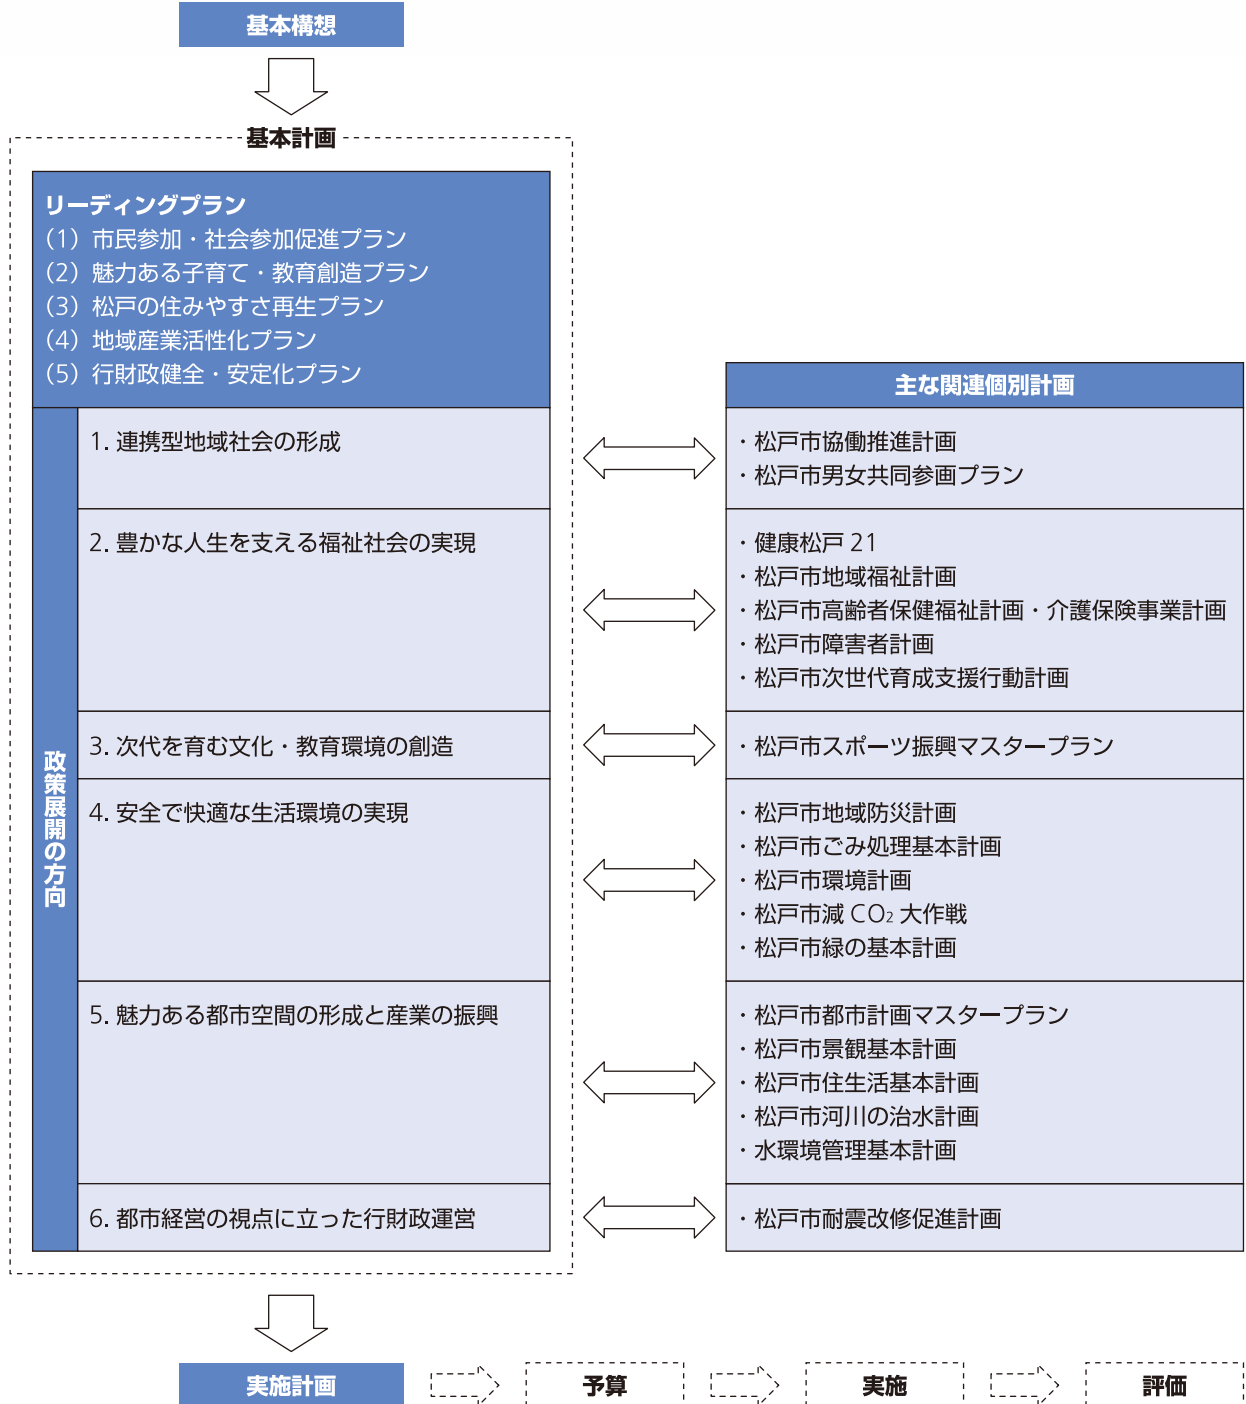 基本構想
基本計画
リーディングプラン
（1）市民参加・社会参加促進プラン
（2）魅力ある子育て・教育創造プラン
（3）松戸の住みやすさ再生プラン
（4）地域産業活性化プラン
（5）行財政健全・安定化プラン
主な関連個別計画
政策展開の方向
1. 連携型地域社会の形成
・松戸市協働推進計画
・松戸市男女共同参画プラン
2. 豊かな人生を支える福祉社会の実現
・健康松戸 21
・松戸市地域福祉計画
・松戸市高齢者保健福祉計画・介護保険事業計画
・松戸市障害者計画
・松戸市次世代育成支援行動計画
3. 次代を育む文化・教育環境の創造
・松戸市スポーツ振興マスタープラン
4. 安全で快適な生活環境の実現
・松戸市地域防災計画
・松戸市ごみ処理基本計画
・松戸市環境計画
・松戸市減 CO₂ 大作戦
・松戸市緑の基本計画
5. 魅力ある都市空間の形成と産業の振興
・松戸市都市計画マスタープラン
・松戸市景観基本計画
・松戸市住生活基本計画
・松戸市河川の治水計画
・水環境管理基本計画
6. 都市経営の視点に立った行財政運営
・松戸市耐震改修促進計画
実施計画
予算
実施
評価